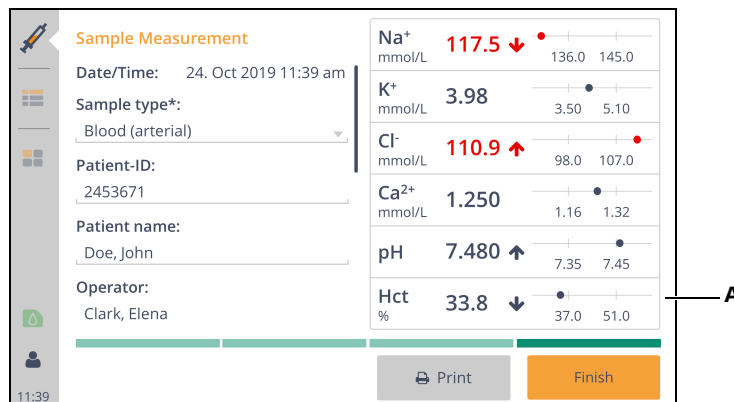 Sample Measurement
Date/Time: 24. Oct 2019 11:39 am
Sample type*:
Blood (arterial)
Patient-ID:
2453671
Patient name:
Doe, John
Operator:
Clark, Elena
Na+ 117.5
mmol/L 136.0 145.0
K+ 3.98
mmol/L 3.50 5.10
Cl- 110.9
mmol/L 98.0 107.0
Ca2+ 1.250
mmol/L 1.16 1.32
pH 7.480
7.35 7.45
Hct 33.8
% 37.0 51.0
A
Print
Finish
11:39